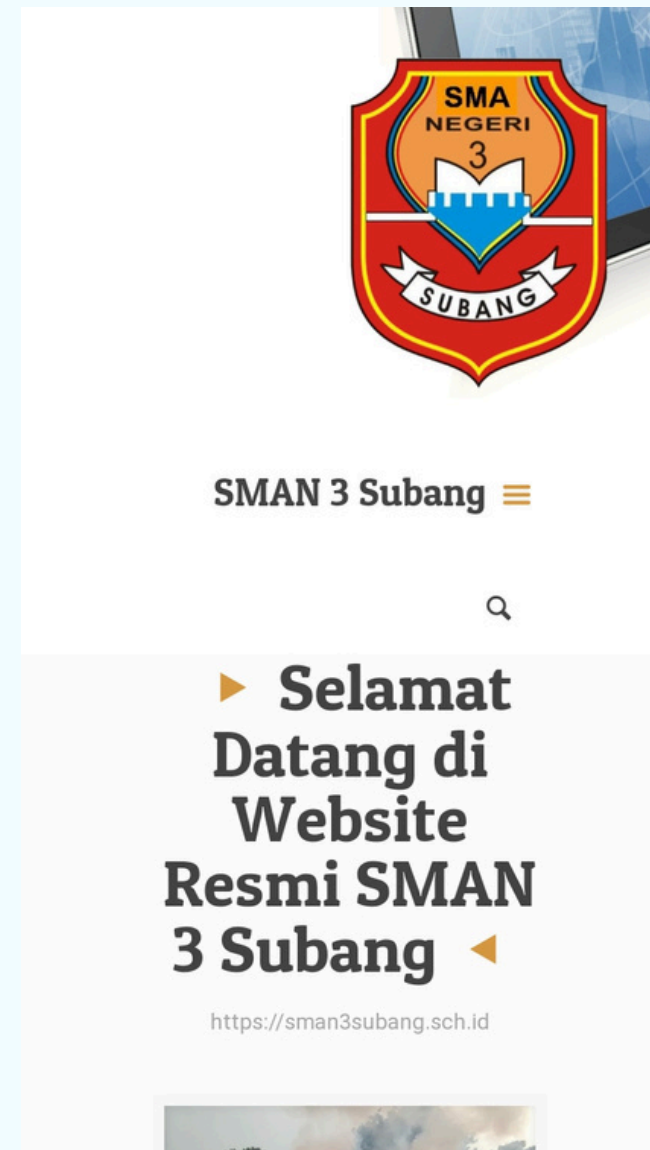 SMA
NEGERI
3
SUBANG
SMAN 3 Subang
Selamat
Datang di
Website
Resmi SMAN
3 Subang
https://sman3subang.sch.id